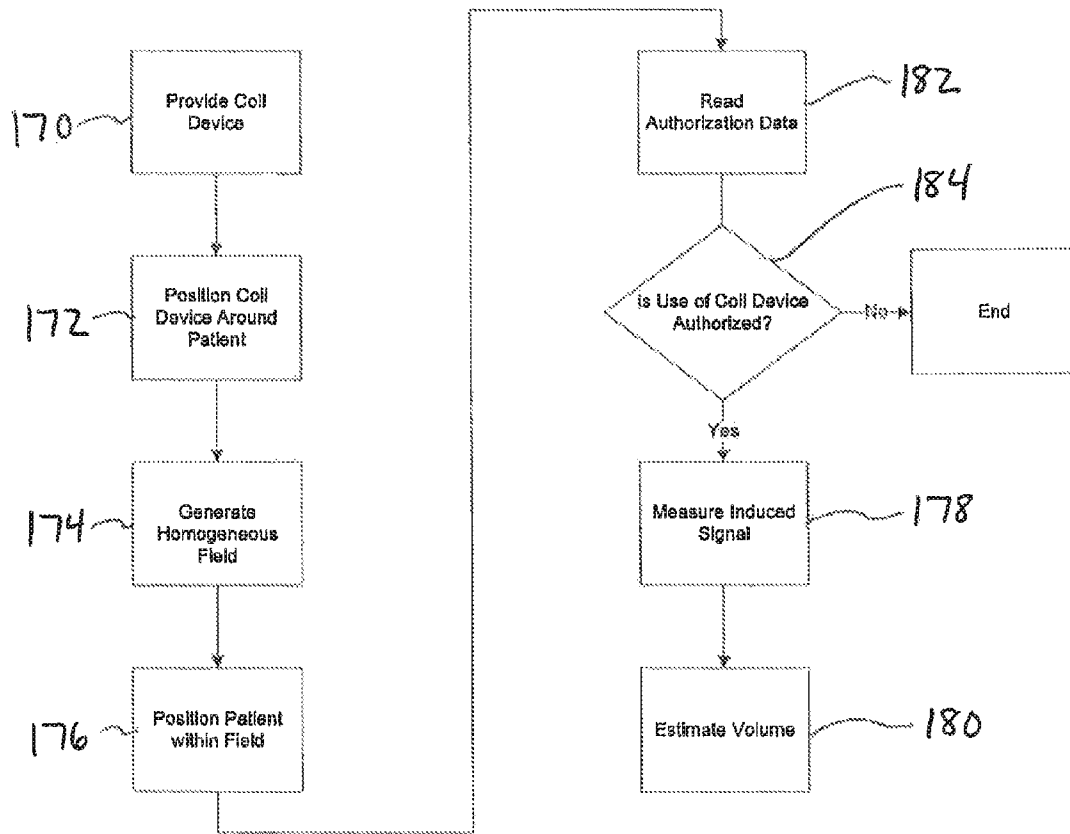 170
Provide Coil
Device
172
Position Coil
Device Around
Patient
174
Generate
Homogeneous
Field
176
Position Patient
within Field
182
Read
Authorization Data
184
is Use of Coil Device
Authorized?
No
End
Yes
178
Measure Induced
Signal
180
Estimate Volume